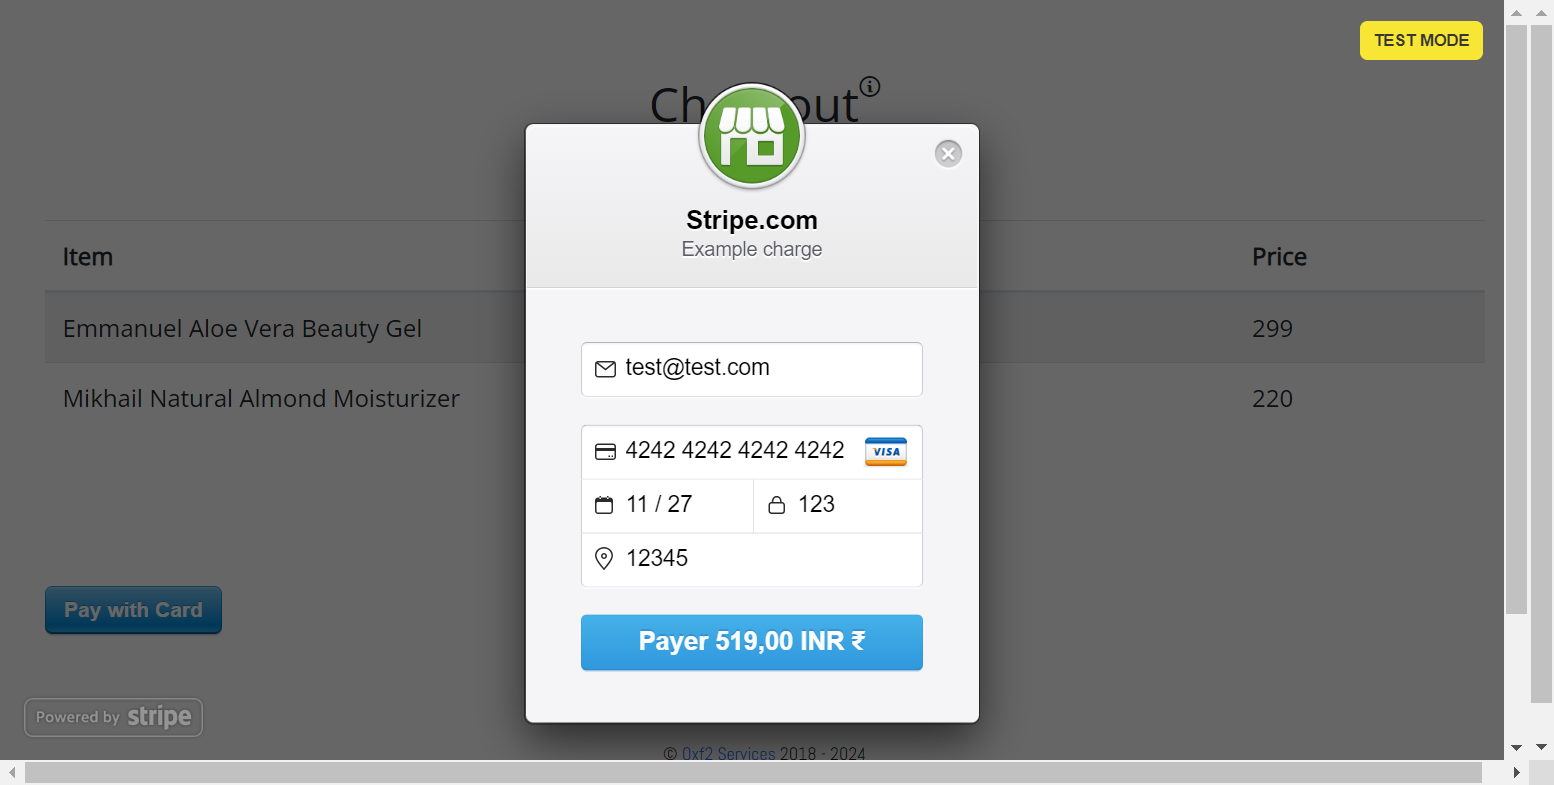 TEST MODE
Ch out
Stripe.com
Example charge
Item Price
Emmanuel Aloe Vera Beauty Gel 299
test@test.com
Mikhail Natural Almond Moisturizer 220
4242 4242 4242 4242 VISA
11 / 27 123
12345
Pay with Card
Payer 519,00 INR ₹
Powered by stripe
© Qxf2 Services 2018 - 2024